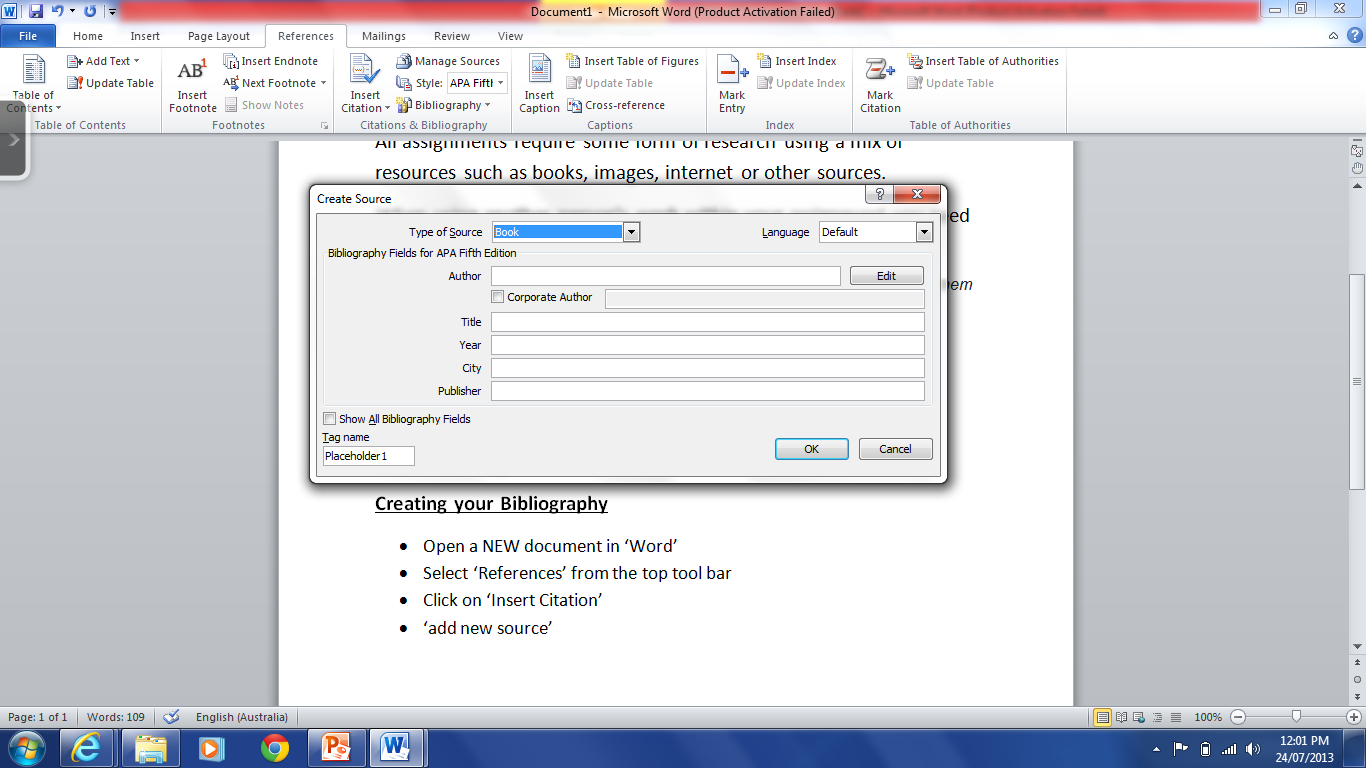 Document1 - Microsoft Word (Product Activation Failed)
File Home Insert Page Layout References Mailings Review View
Add Text
Update Table
Table of Contents
Table of Contents
AB1
Insert Footnote
Insert Endnote
Next Footnote
Show Notes
Footnotes
Insert Citation
Manage Sources
Style: APA Fifth
Bibliography
Citations & Bibliography
Insert Caption
Insert Table of Figures
Update Table
Cross-reference
Captions
Mark Entry
Insert Index
Update Index
Index
Mark Citation
Insert Table of Authorities
Update Table
Table of Authorities
All assignments require some form of research using a mix of
resources such as books, images, internet or other sources.
Create Source
Type of Source Book Language Default
Bibliography Fields for APA Fifth Edition
Author Edit
Corporate Author
Title
Year
City
Publisher
Show All Bibliography Fields
Tag name
Placeholder1
OK Cancel
Creating your Bibliography
• Open a NEW document in ‘Word’
• Select ‘References’ from the top tool bar
• Click on ‘Insert Citation’
• ‘add new source’
Page: 1 of 1 Words: 109 English (Australia) 100%
12:01 PM
24/07/2013